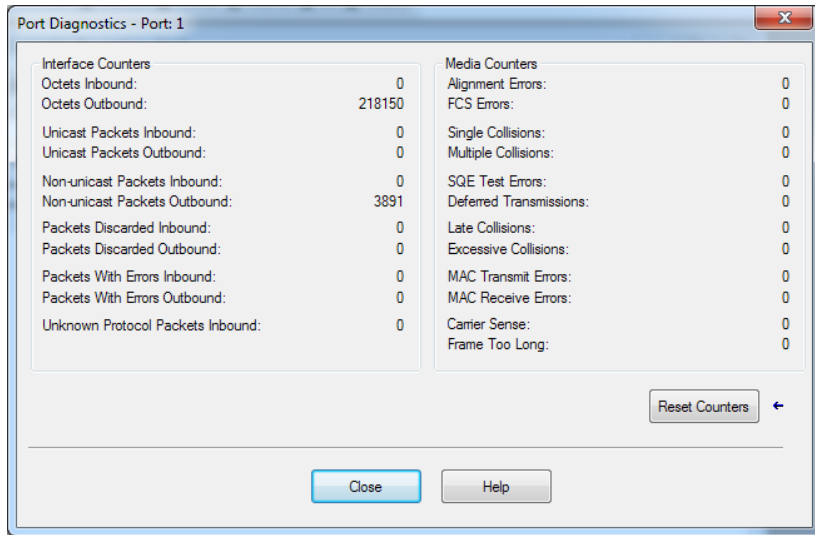 Port Diagnostics - Port: 1
Interface Counters
Octets Inbound: 0
Octets Outbound: 218150
Unicast Packets Inbound: 0
Unicast Packets Outbound: 0
Non-unicast Packets Inbound: 0
Non-unicast Packets Outbound: 3891
Packets Discarded Inbound: 0
Packets Discarded Outbound: 0
Packets With Errors Inbound: 0
Packets With Errors Outbound: 0
Unknown Protocol Packets Inbound: 0
Media Counters
Alignment Errors: 0
FCS Errors: 0
Single Collisions: 0
Multiple Collisions: 0
SQE Test Errors: 0
Deferred Transmissions: 0
Late Collisions: 0
Excessive Collisions: 0
MAC Transmit Errors: 0
MAC Receive Errors: 0
Carrier Sense: 0
Frame Too Long: 0
Reset Counters
Close
Help